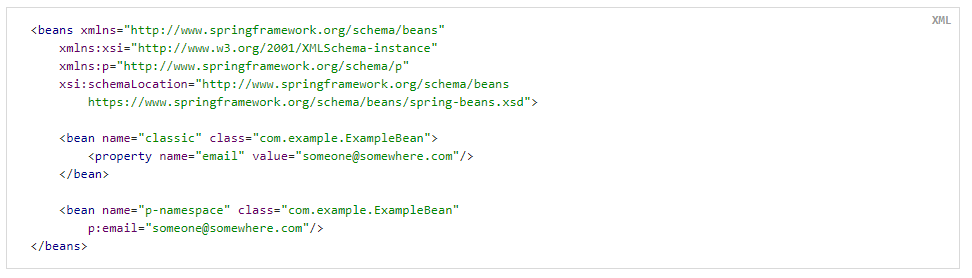 XML
<beans xmlns="http://www.springframework.org/schema/beans"
    xmlns:xsi="http://www.w3.org/2001/XMLSchema-instance"
    xmlns:p="http://www.springframework.org/schema/p"
    xsi:schemaLocation="http://www.springframework.org/schema/beans
        https://www.springframework.org/schema/beans/spring-beans.xsd">

    <bean name="classic" class="com.example.ExampleBean">
        <property name="email" value="someone@somewhere.com"/>
    </bean>

    <bean name="p-namespace" class="com.example.ExampleBean"
        p:email="someone@somewhere.com"/>
</beans>